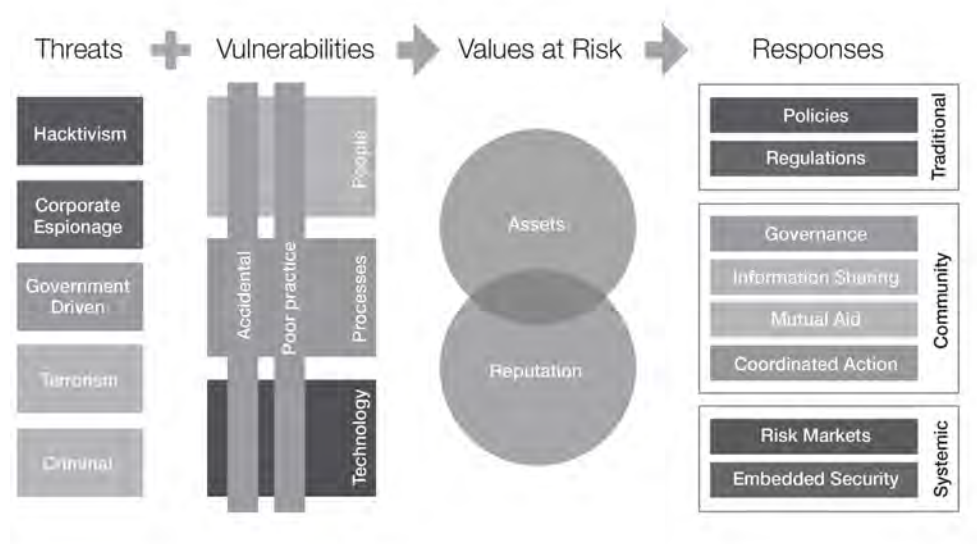 Threats
Vulnerabilities
Values at Risk
Responses
Hacktivism
Corporate
Espionage
Government
Driven
Terrorism
Criminal
People
Processes
Technology
Accidental
Poor practice
Assets
Reputation
Policies
Regulations
Traditional
Governance
Information Sharing
Mutual Aid
Coordinated Action
Community
Risk Markets
Embedded Security
Systemic